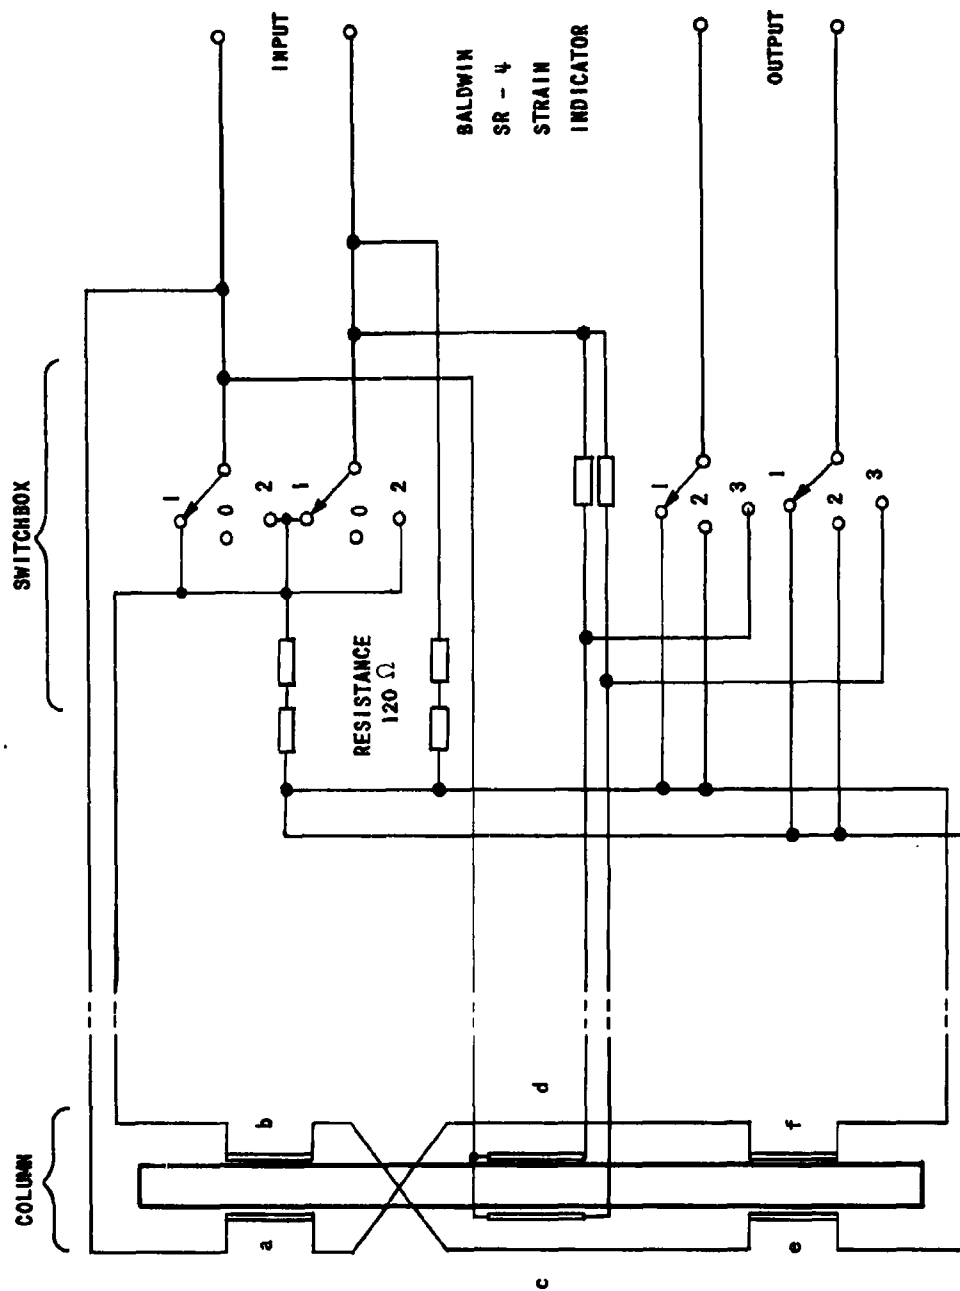 COLUMN
SWITCHBOX
INPUT
BALDWIN
SR - 4
STRAIN
INDICATOR
OUTPUT
1
0
2
1
0
2
RESISTANCE
120 Ω
1
2
3
1
2
3
a
b
c
d
e
f